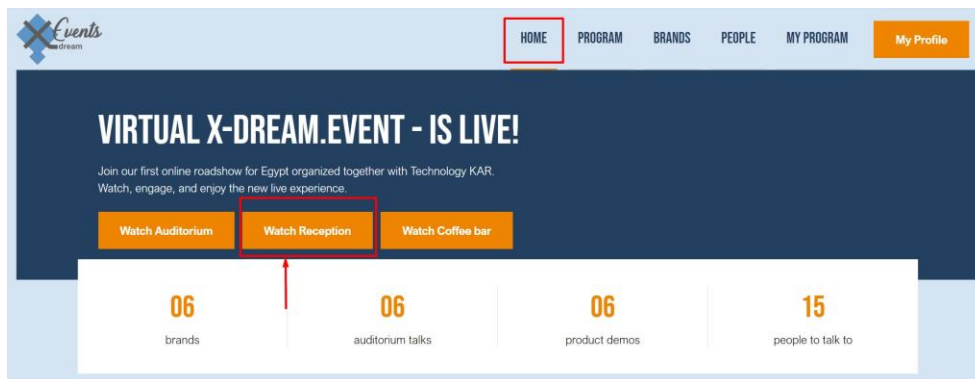 X Events
dream
HOME
PROGRAM
BRANDS
PEOPLE
MY PROGRAM
My Profile
VIRTUAL X-DREAM.EVENT - IS LIVE!
Join our first online roadshow for Egypt organized together with Technology KAR.
Watch, engage, and enjoy the new live experience.
Watch Auditorium
Watch Reception
Watch Coffee bar
06
brands
06
auditorium talks
06
product demos
15
people to talk to